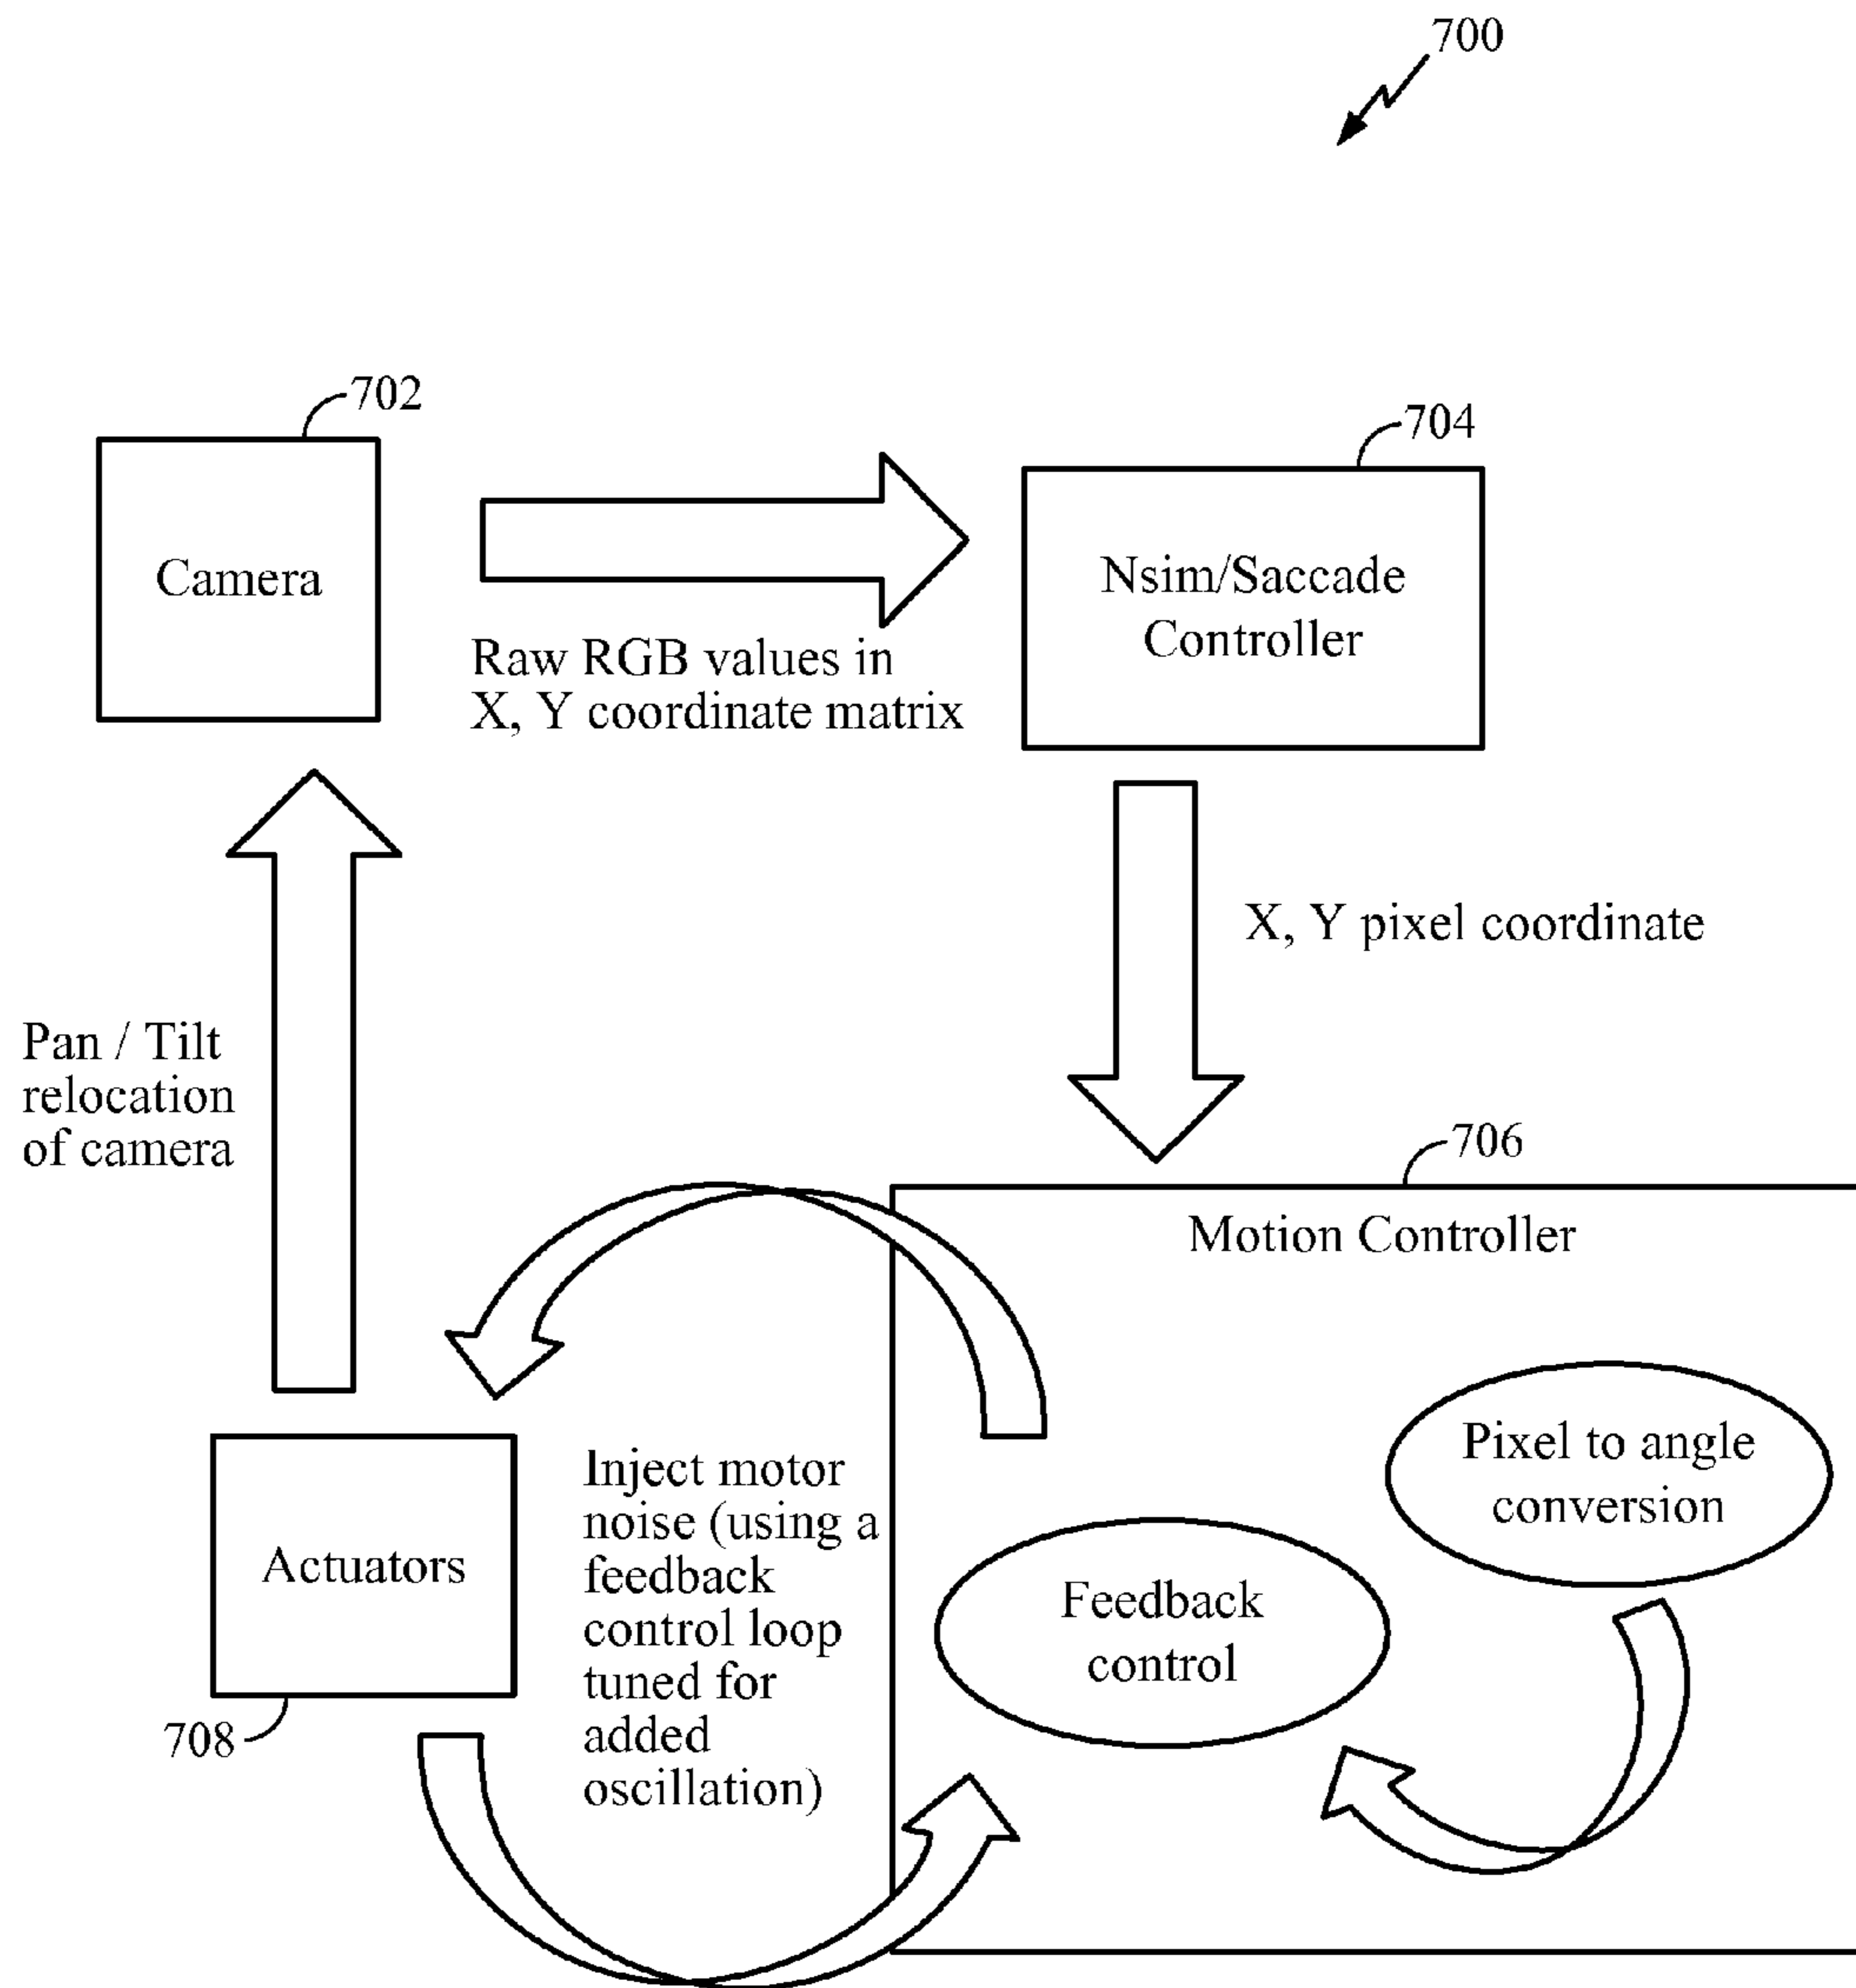 700
702
704
Camera
Nsim/Saccade
Controller
Raw RGB values in
X, Y coordinate matrix
X, Y pixel coordinate
Pan / Tilt
relocation
of camera
706
Motion Controller
Pixel to angle
conversion
Inject motor
noise (using a
feedback
control loop
tuned for
added
oscillation)
Actuators
Feedback
control
708